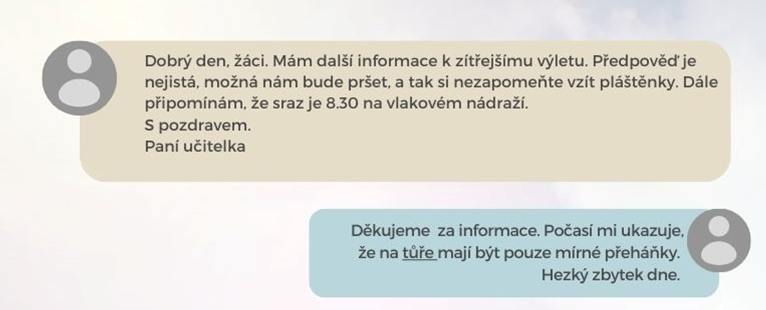 Dobrý den, žáci. Mám další informace k zítřejšímu výletu. Předpověď je
nejistá, možná nám bude pršet, a tak si nezapomeňte vzít pláštěnky. Dále
připomínám, že sraz je 8.30 na vlakovém nádraží.
S pozdravem.
Paní učitelka
Děkujeme za informace. Počasí mi ukazuje,
že na tůře mají být pouze mírné přeháňky.
Hezký zbytek dne.